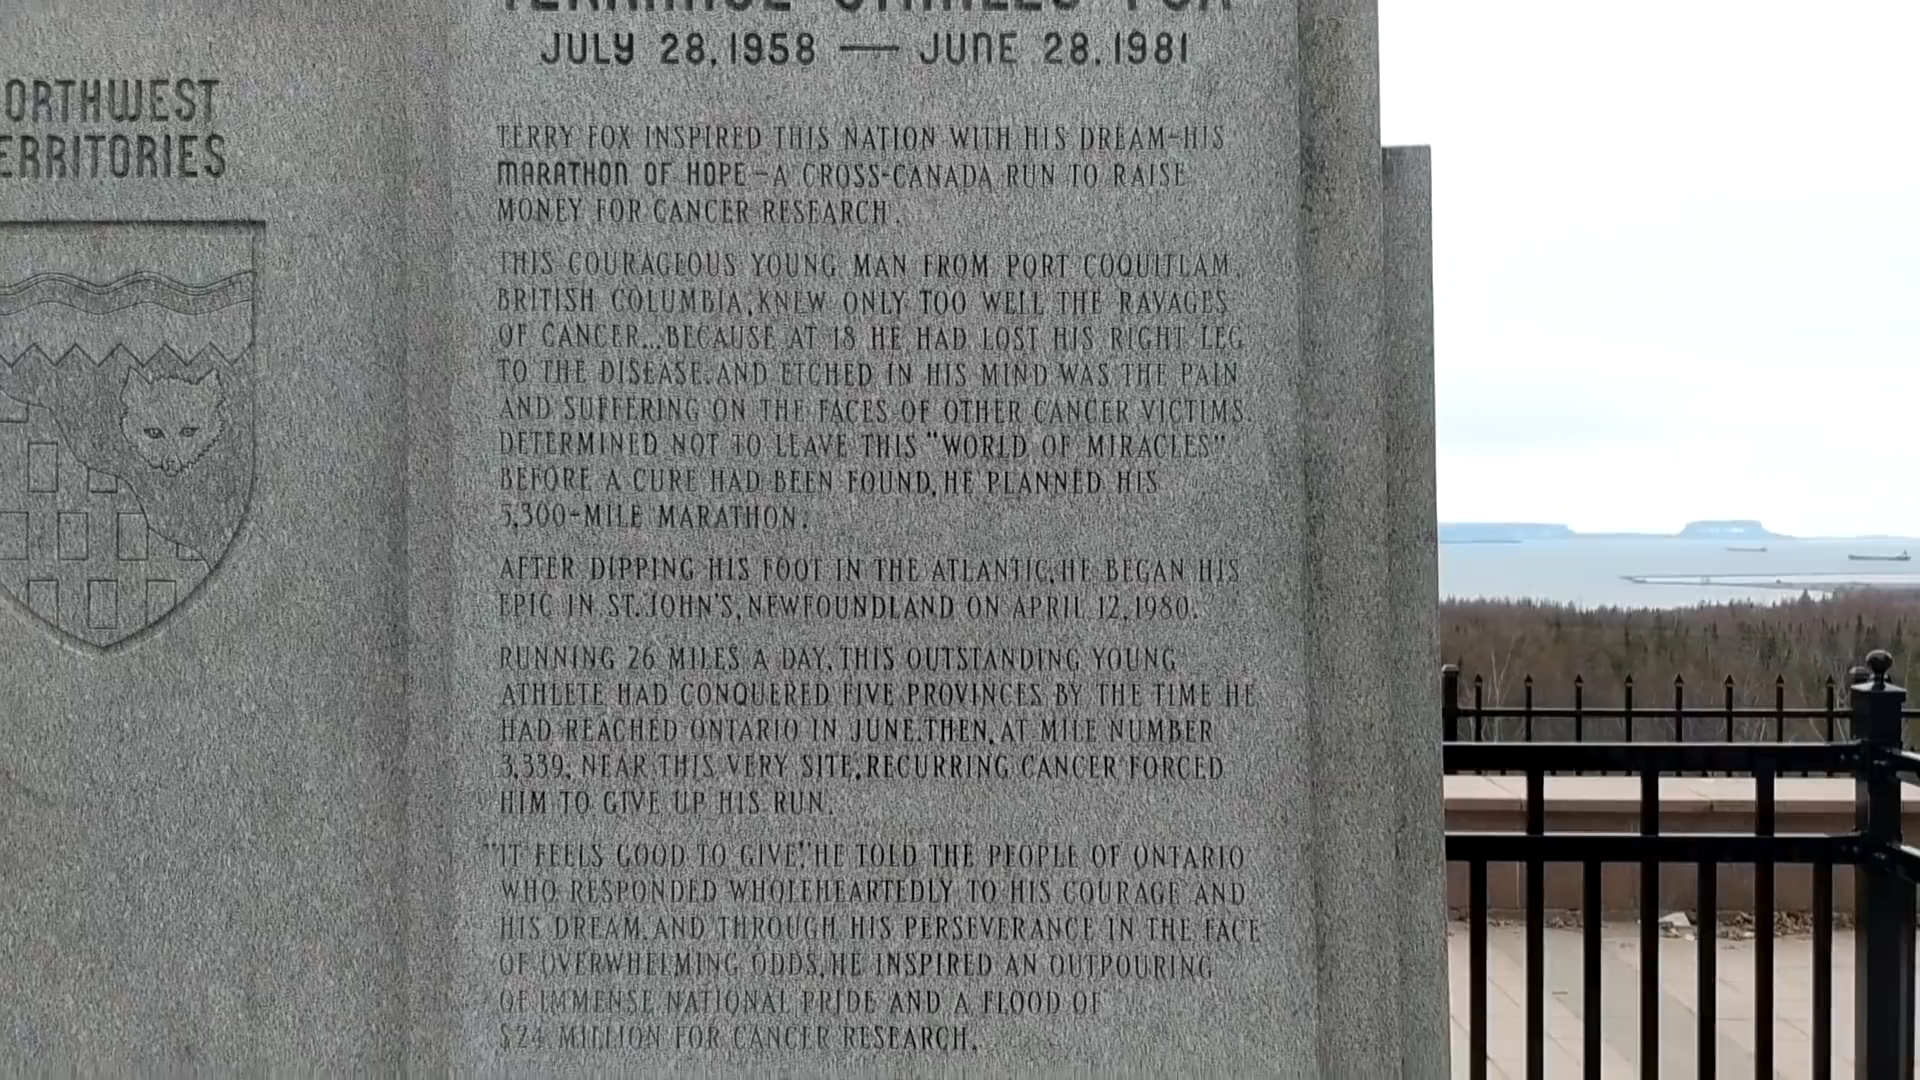 JULY 28, 1958 — JUNE 28, 1981
ORTHWEST
ERRITORIES
TERRY FOX INSPIRED THIS NATION WITH HIS DREAM—HIS
MARATHON OF HOPE—A CROSS-CANADA RUN TO RAISE
MONEY FOR CANCER RESEARCH.
THIS COURAGEOUS YOUNG MAN FROM PORT COQUITLAM,
BRITISH COLUMBIA, KNEW ONLY TOO WELL THE RAVAGES
OF CANCER...BECAUSE AT 18 HE HAD LOST HIS RIGHT LEG
TO THE DISEASE. AND ETCHED IN HIS MIND WAS THE PAIN
AND SUFFERING ON THE FACES OF OTHER CANCER VICTIMS.
DETERMINED NOT TO LEAVE THIS "WORLD OF MIRACLES"
BEFORE A CURE HAD BEEN FOUND, HE PLANNED HIS
5,300-MILE MARATHON.
AFTER DIPPING HIS FOOT IN THE ATLANTIC, HE BEGAN HIS
EPIC IN ST. JOHN'S, NEWFOUNDLAND ON APRIL 12, 1980.
RUNNING 26 MILES A DAY, THIS OUTSTANDING YOUNG
ATHLETE HAD CONQUERED FIVE PROVINCES BY THE TIME HE
HAD REACHED ONTARIO IN JUNE. THEN, AT MILE NUMBER
3,339, NEAR THIS VERY SITE, RECURRING CANCER FORCED
HIM TO GIVE UP HIS RUN.
"IT FEELS GOOD TO GIVE," HE TOLD THE PEOPLE OF ONTARIO
WHO RESPONDED WHOLEHEARTEDLY TO HIS COURAGE AND
HIS DREAM. AND THROUGH HIS PERSEVERANCE IN THE FACE
OF OVERWHELMING ODDS, HE INSPIRED AN OUTPOURING
OF IMMENSE NATIONAL PRIDE AND A FLOOD OF
$24 MILLION FOR CANCER RESEARCH.